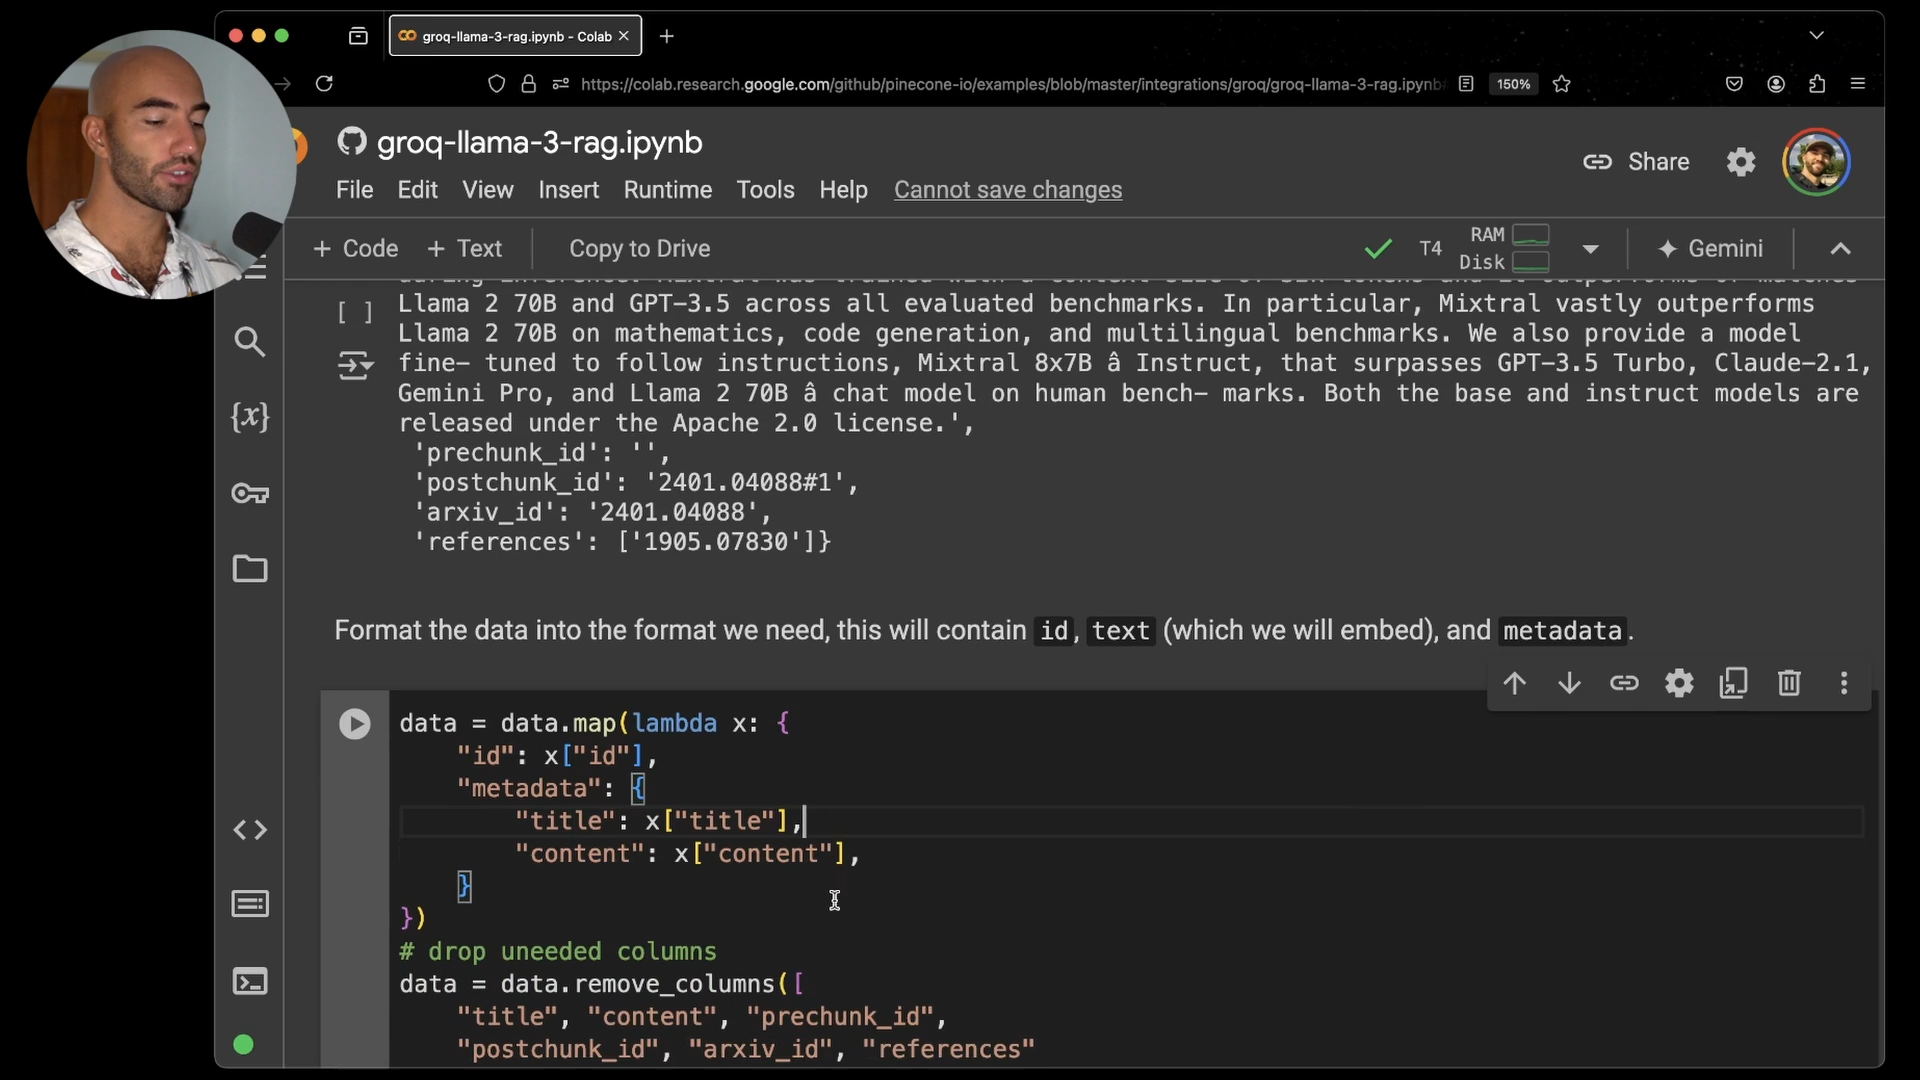 groq-llama-3-rag.ipynb - Colab
https://colab.research.google.com/github/pinecone-io/examples/blob/master/integrations/groq/groq-llama-3-rag.ipynb
150%
groq-llama-3-rag.ipynb
Share
File Edit View Insert Runtime Tools Help Cannot save changes
+ Code + Text Copy to Drive
T4 RAM Disk
Gemini
[ ]
Llama 2 70B and GPT-3.5 across all evaluated benchmarks. In particular, Mixtral vastly outperforms
Llama 2 70B on mathematics, code generation, and multilingual benchmarks. We also provide a model
fine- tuned to follow instructions, Mixtral 8x7B â Instruct, that surpasses GPT-3.5 Turbo, Claude-2.1,
Gemini Pro, and Llama 2 70B â chat model on human bench- marks. Both the base and instruct models are
released under the Apache 2.0 license.',
'prechunk_id': '',
'postchunk_id': '2401.04088#1',
'arxiv_id': '2401.04088',
'references': ['1905.07830']}
Format the data into the format we need, this will contain id, text (which we will embed), and metadata.
data = data.map(lambda x: {
"id": x["id"],
"metadata": {
"title": x["title"],
"content": x["content"],
}
})
# drop uneeded columns
data = data.remove_columns([
"title", "content", "prechunk_id",
"postchunk_id", "arxiv_id", "references"